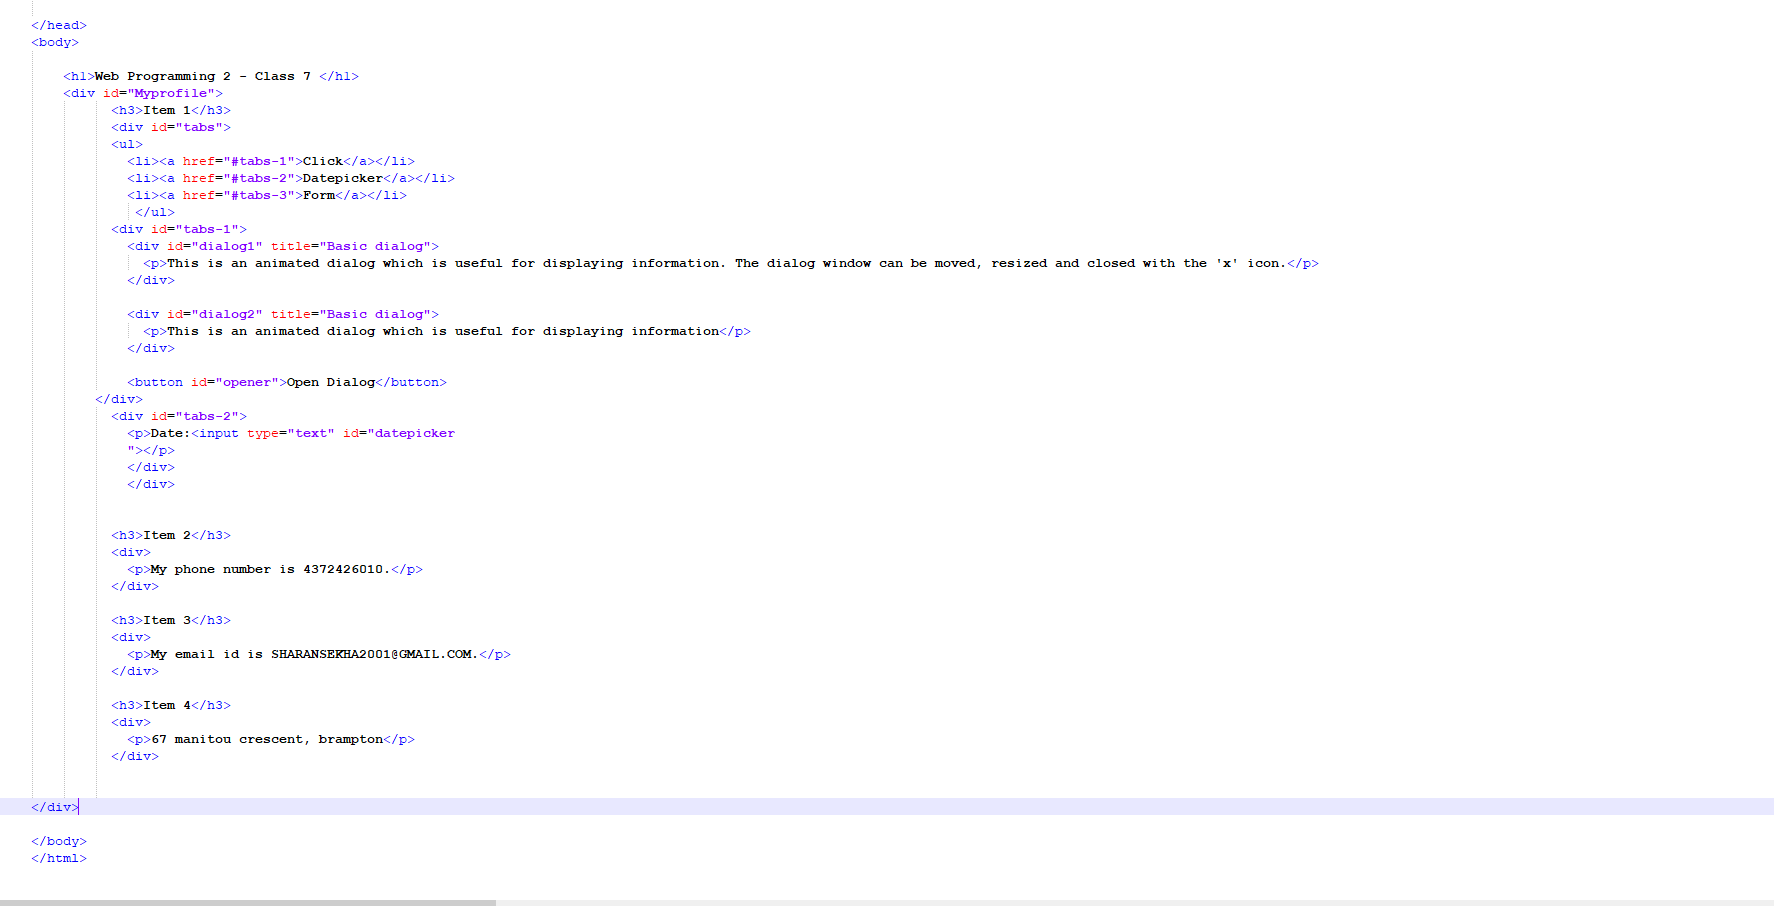 </head>
<body>
<h1>Web Programming 2 - Class 7 </h1>
<div id="Myprofile">
<h3>Item 1</h3>
<div id="tabs">
<ul>
<li><a href="#tabs-1">Click</a></li>
<li><a href="#tabs-2">Datepicker</a></li>
<li><a href="#tabs-3">Form</a></li>
</ul>
<div id="tabs-1">
<div id="dialog1" title="Basic dialog">
<p>This is an animated dialog which is useful for displaying information. The dialog window can be moved, resized and closed with the 'x' icon.</p>
</div>
<div id="dialog2" title="Basic dialog">
<p>This is an animated dialog which is useful for displaying information</p>
</div>
<button id="opener">Open Dialog</button>
</div>
<div id="tabs-2">
<p>Date:<input type="text" id="datepicker
"></p>
</div>
</div>
<h3>Item 2</h3>
<div>
<p>My phone number is 4372426010.</p>
</div>
<h3>Item 3</h3>
<div>
<p>My email id is SHARANSEKHA2001@GMAIL.COM.</p>
</div>
<h3>Item 4</h3>
<div>
<p>67 manitou crescent, brampton</p>
</div>
</div>
</body>
</html>